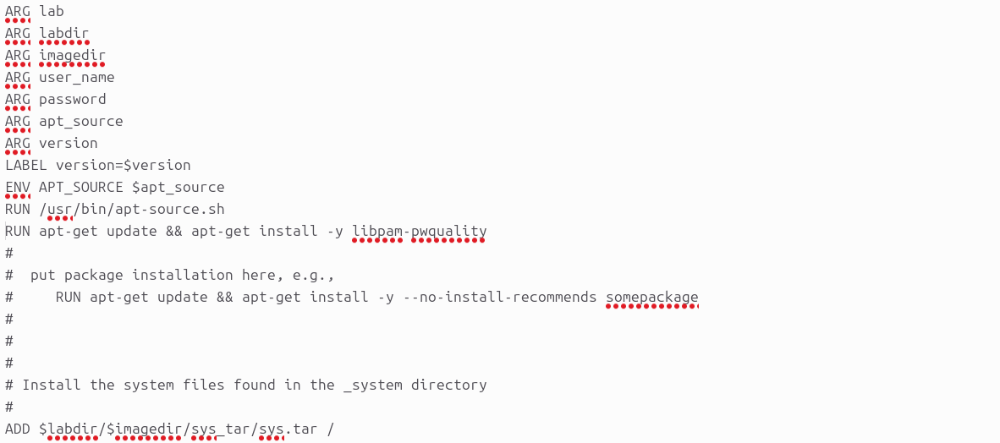 ARG lab
ARG labdir
ARG imagedir
ARG user_name
ARG password
ARG apt_source
ARG version
LABEL version=$version
ENV APT_SOURCE $apt_source
RUN /usr/bin/apt-source.sh
RUN apt-get update && apt-get install -y libpam-pwquality
#
#  put package installation here, e.g.,
#     RUN apt-get update && apt-get install -y --no-install-recommends somepackage
#
#
#
# Install the system files found in the _system directory
#
ADD $labdir/$imagedir/sys_tar/sys.tar /